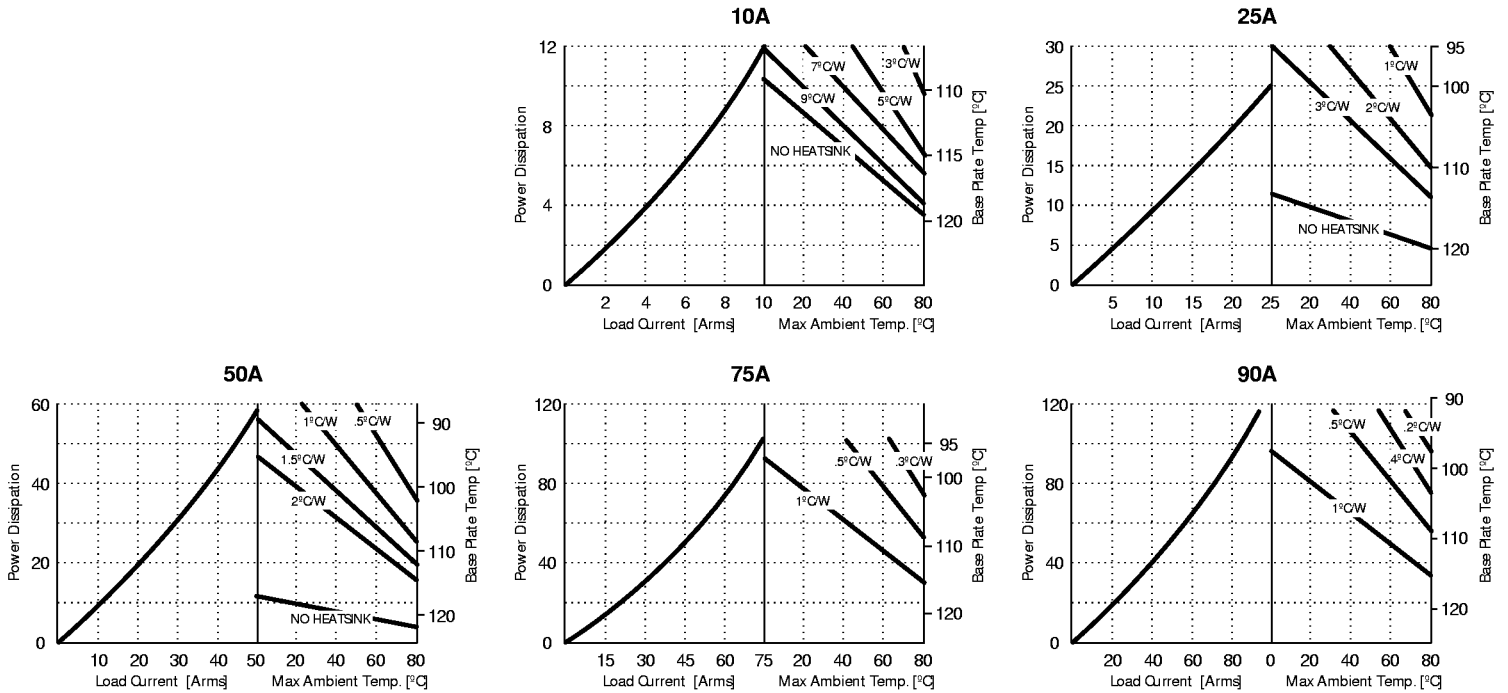 10A
12
8
4
0
Power Dissipation
2 4 6 8 10 20 40 60 80
Load Current [Arms] Max Ambient Temp. [ºC]
3ºC/W
7ºC/W
5ºC/W
9ºC/W
NO HEATSINK
110
115
120
Base Plate Temp [ºC]
25A
30
25
20
15
10
5
0
Power Dissipation
5 10 15 20 25 20 40 60 80
Load Current [Arms] Max Ambient Temp. [ºC]
1ºC/W
2ºC/W
3ºC/W
NO HEATSINK
95
100
110
120
Base Plate Temp [ºC]
50A
60
40
20
0
Power Dissipation
10 20 30 40 50 20 40 60 80
Load Current [Arms] Max Ambient Temp. [ºC]
1ºC/W
.5ºC/W
1.5ºC/W
2ºC/W
NO HEATSINK
90
100
110
120
Base Plate Temp [ºC]
75A
120
80
40
0
Power Dissipation
15 30 45 60 75 20 40 60 80
Load Current [Arms] Max Ambient Temp. [ºC]
.5ºC/W
.3ºC/W
1ºC/W
95
100
110
120
Base Plate Temp [ºC]
90A
120
80
40
0
Power Dissipation
20 40 60 80 0 20 40 60 80
Load Current [Arms] Max Ambient Temp. [ºC]
.5ºC/W
.2ºC/W
.4ºC/W
1ºC/W
90
100
110
120
Base Plate Temp [ºC]